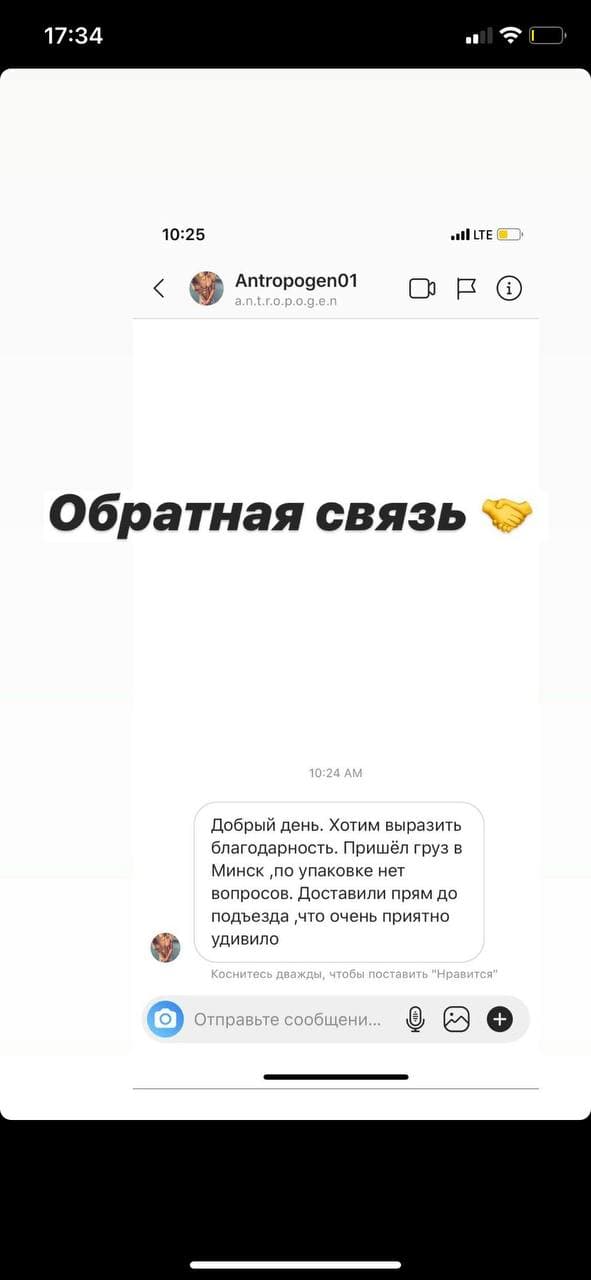 17:34
10:25
LTE
Antropogen01
a.n.t.r.o.p.o.g.e.n
Обратная связь 🤝
10:24 AM
Добрый день. Хотим выразить
благодарность. Пришёл груз в
Минск ,по упаковке нет
вопросов. Доставили прям до
подъезда ,что очень приятно
удивило
Коснитесь дважды, чтобы поставить "Нравится"
Отправьте сообщени...